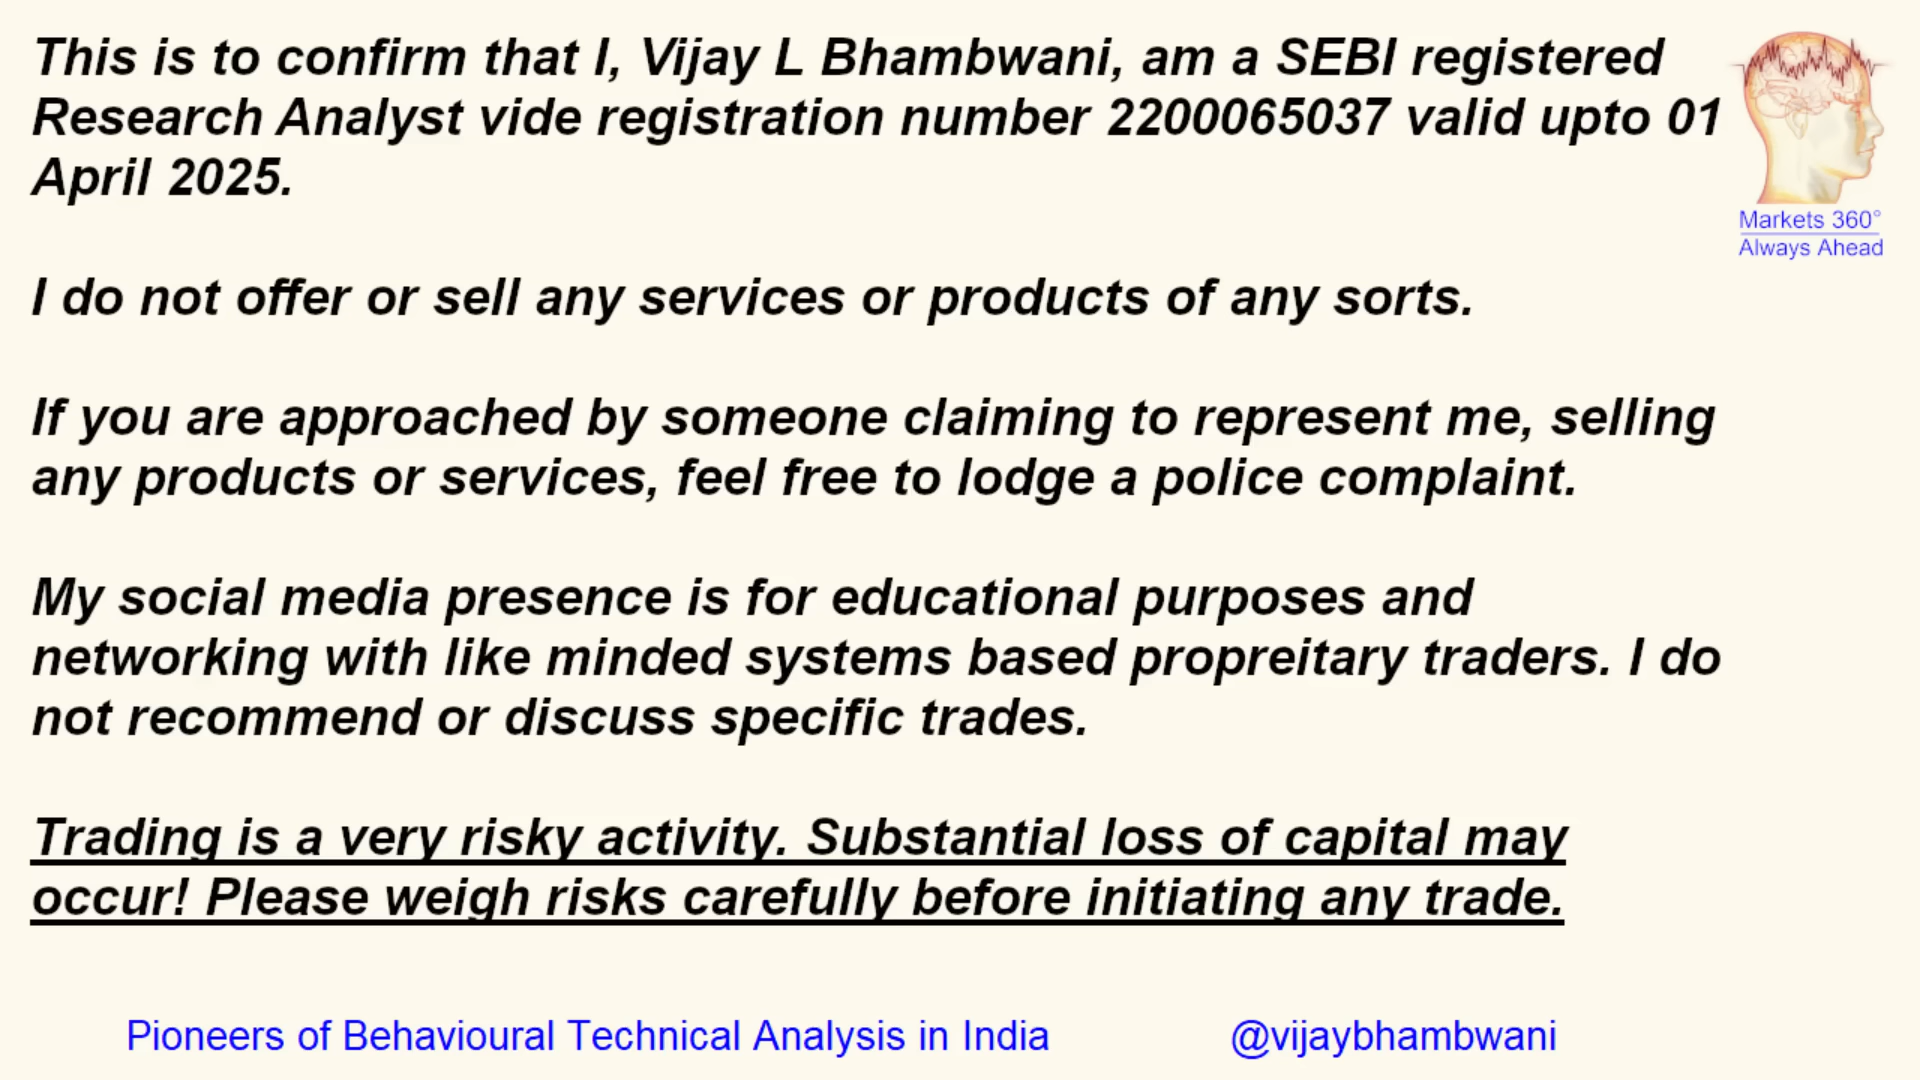 This is to confirm that I, Vijay L Bhambwani, am a SEBI registered
Research Analyst vide registration number 2200065037 valid upto 01
April 2025.
Markets 360°
Always Ahead
I do not offer or sell any services or products of any sorts.
If you are approached by someone claiming to represent me, selling
any products or services, feel free to lodge a police complaint.
My social media presence is for educational purposes and
networking with like minded systems based propreitary traders. I do
not recommend or discuss specific trades.
Trading is a very risky activity. Substantial loss of capital may
occur! Please weigh risks carefully before initiating any trade.
Pioneers of Behavioural Technical Analysis in India
@vijaybhambwani